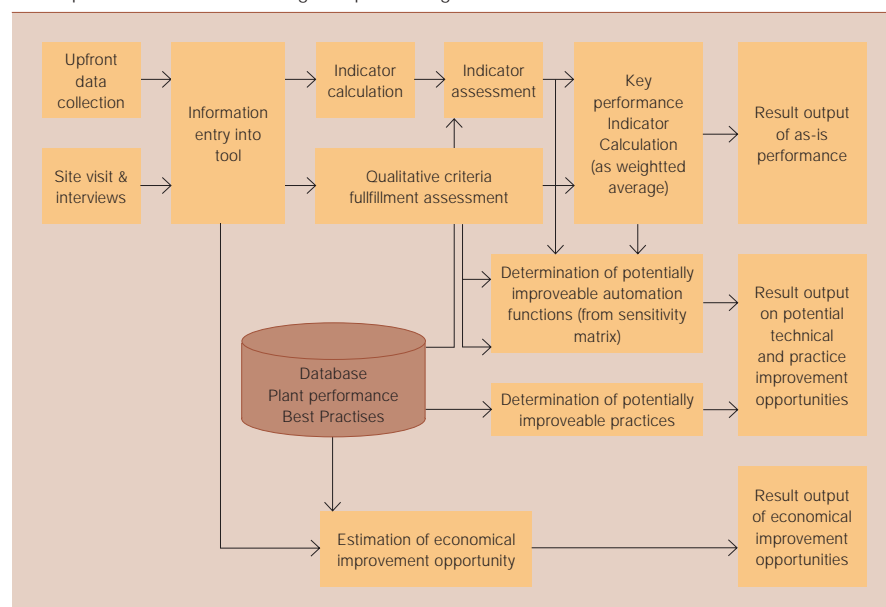 Upfront
data
collection
Site visit &
interviews
Information
entry into
tool
Indicator
calculation
Indicator
assessment
Qualitative criteria
fullfillment assessment
Key
performance
Indicator
Calculation
(as weightted
average)
Result output
of as-is
performance
Determination of potentially
improveable automation
functions (from sensitivity
matrix)
Result output
on potential
technical
and practice
improvement
opportunities
Database
Plant performance
Best Practises
Determination of potentially
improveable practices
Estimation of economical
improvement opportunity
Result output
of economical
improvement
opportunities